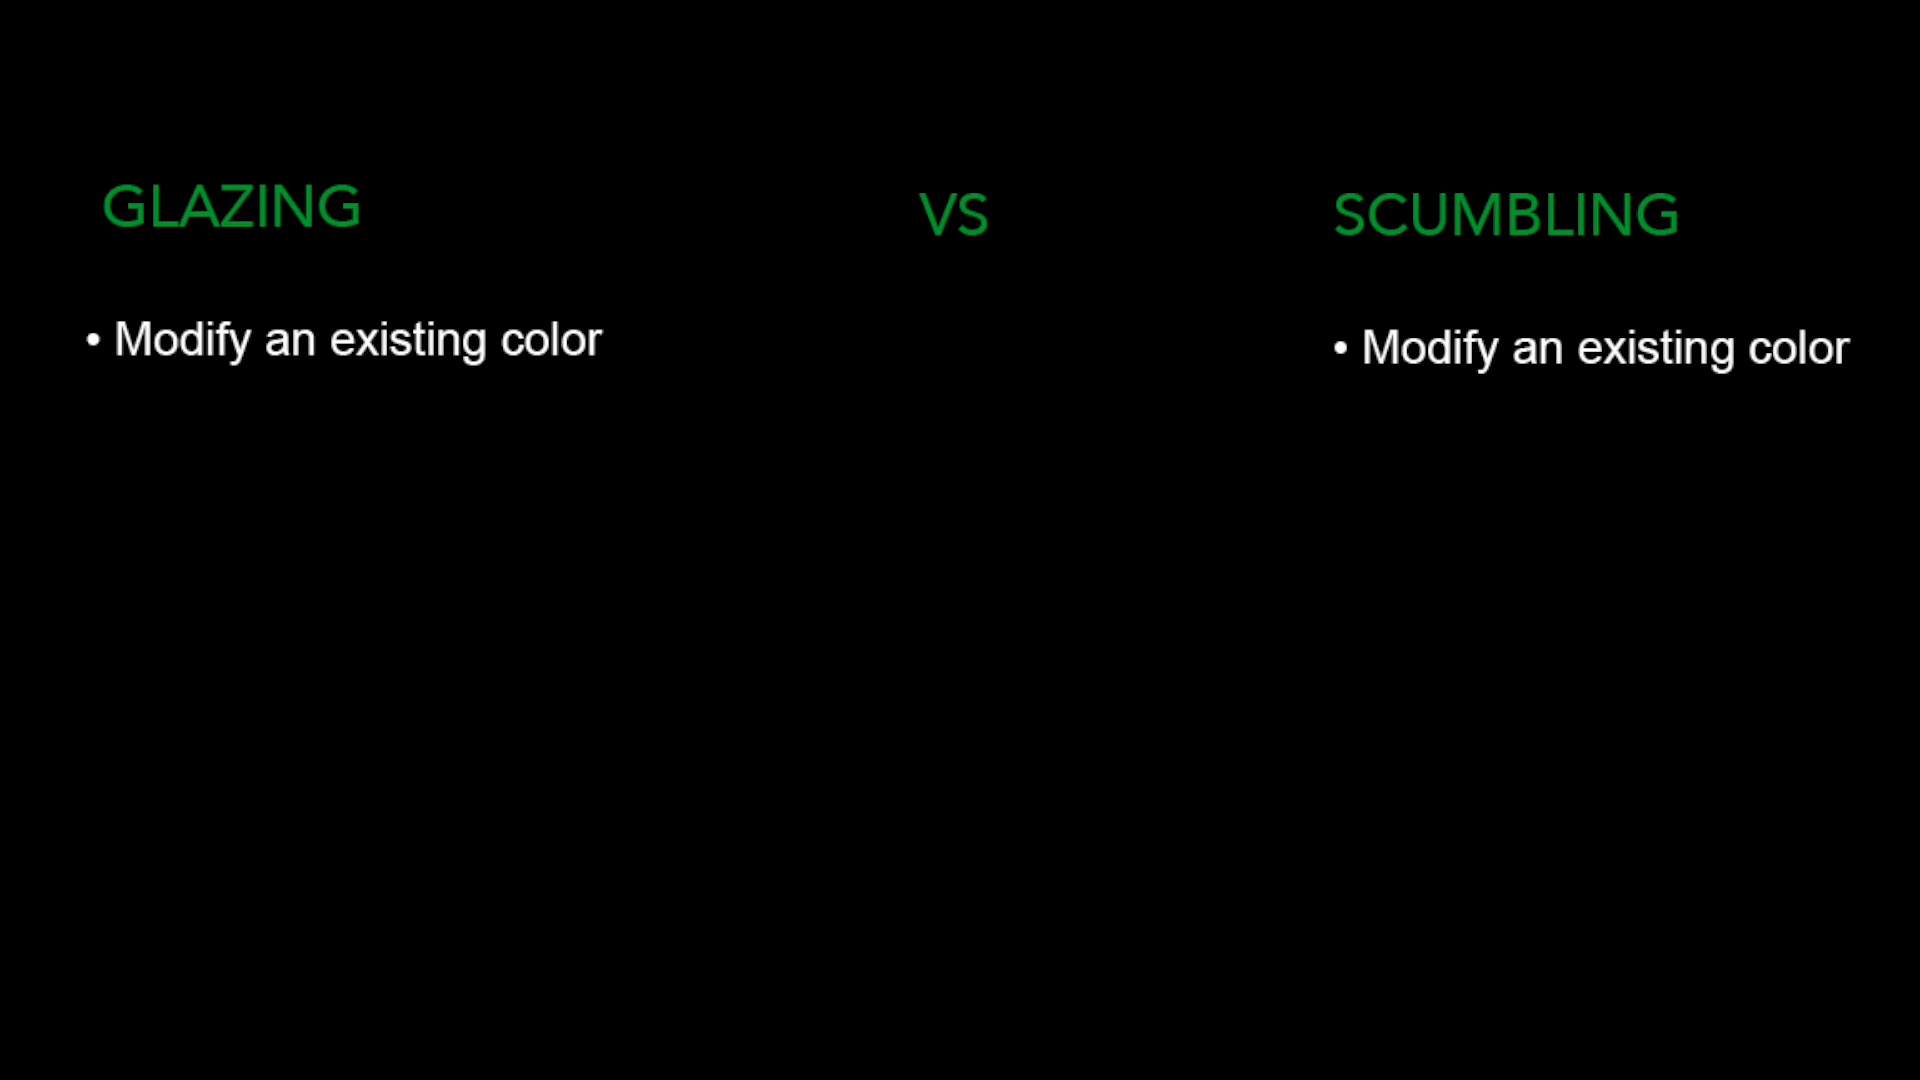 GLAZING VS SCUMBLING
• Modify an existing color
• Modify an existing color